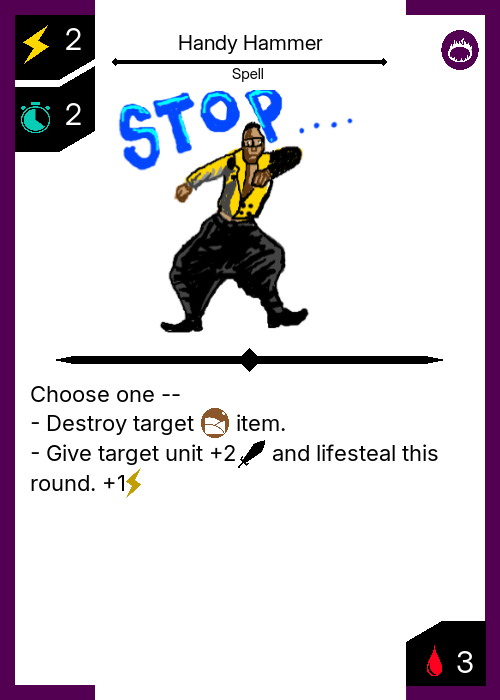 2
Handy Hammer
Spell
2
STOP....
Choose one --
- Destroy target item.
- Give target unit +2 and lifesteal this
round. +1
3